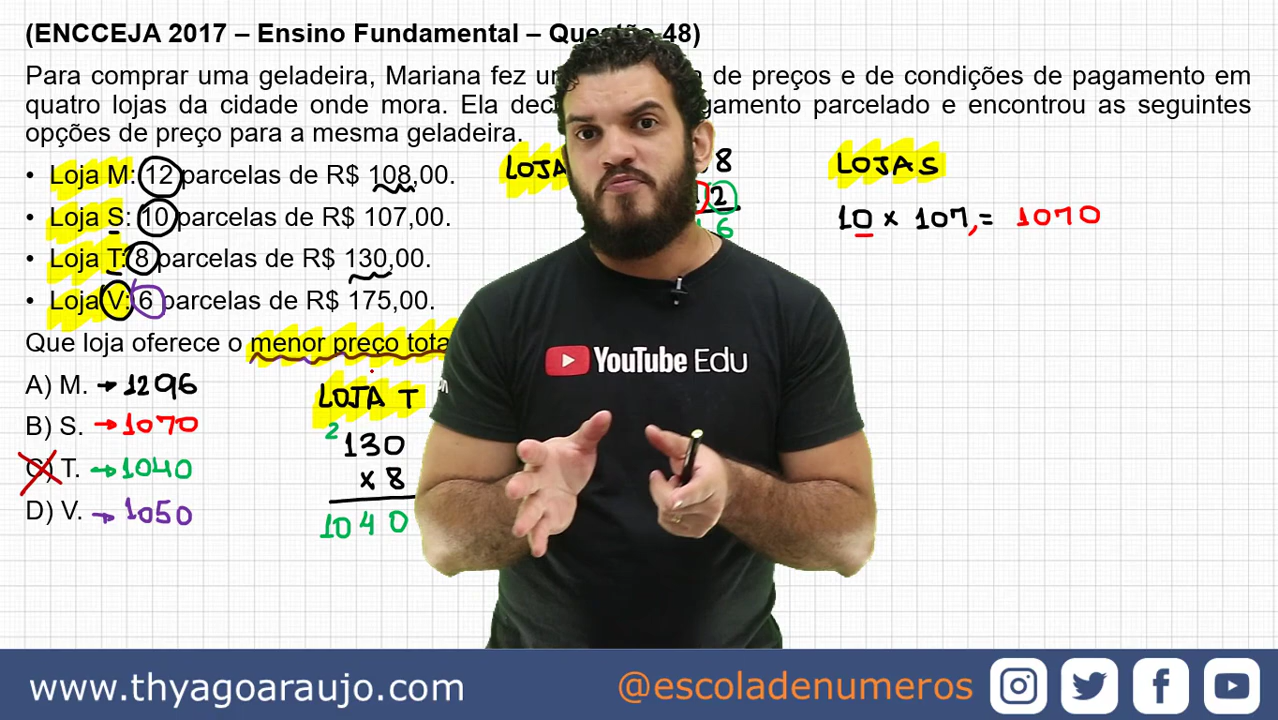 (ENCCEJA 2017 – Ensino Fundamental – 48)
Para comprar uma geladeira, Mariana fez de preços e de condições de pagamento em
quatro lojas da cidade onde mora. Ela parcelado e encontrou as seguintes
opções de preço para a mesma geladeira.
• Loja M: 12 parcelas de R$ 108,00.
• Loja S: 10 parcelas de R$ 107,00.
• Loja T: 8 parcelas de R$ 130,00.
• Loja V: 6 parcelas de R$ 175,00.
Que loja oferece o menor preço
A) M. → 1296
B) S. → 1070
C) T. → 1040
D) V. → 1050
LOJA
8
2
6
LOJA S
10 x 107, = 1070
LOJA T
2
130
x 8
1040
YouTube Edu
www.thyagoaraujo.com
@escoladenumeros